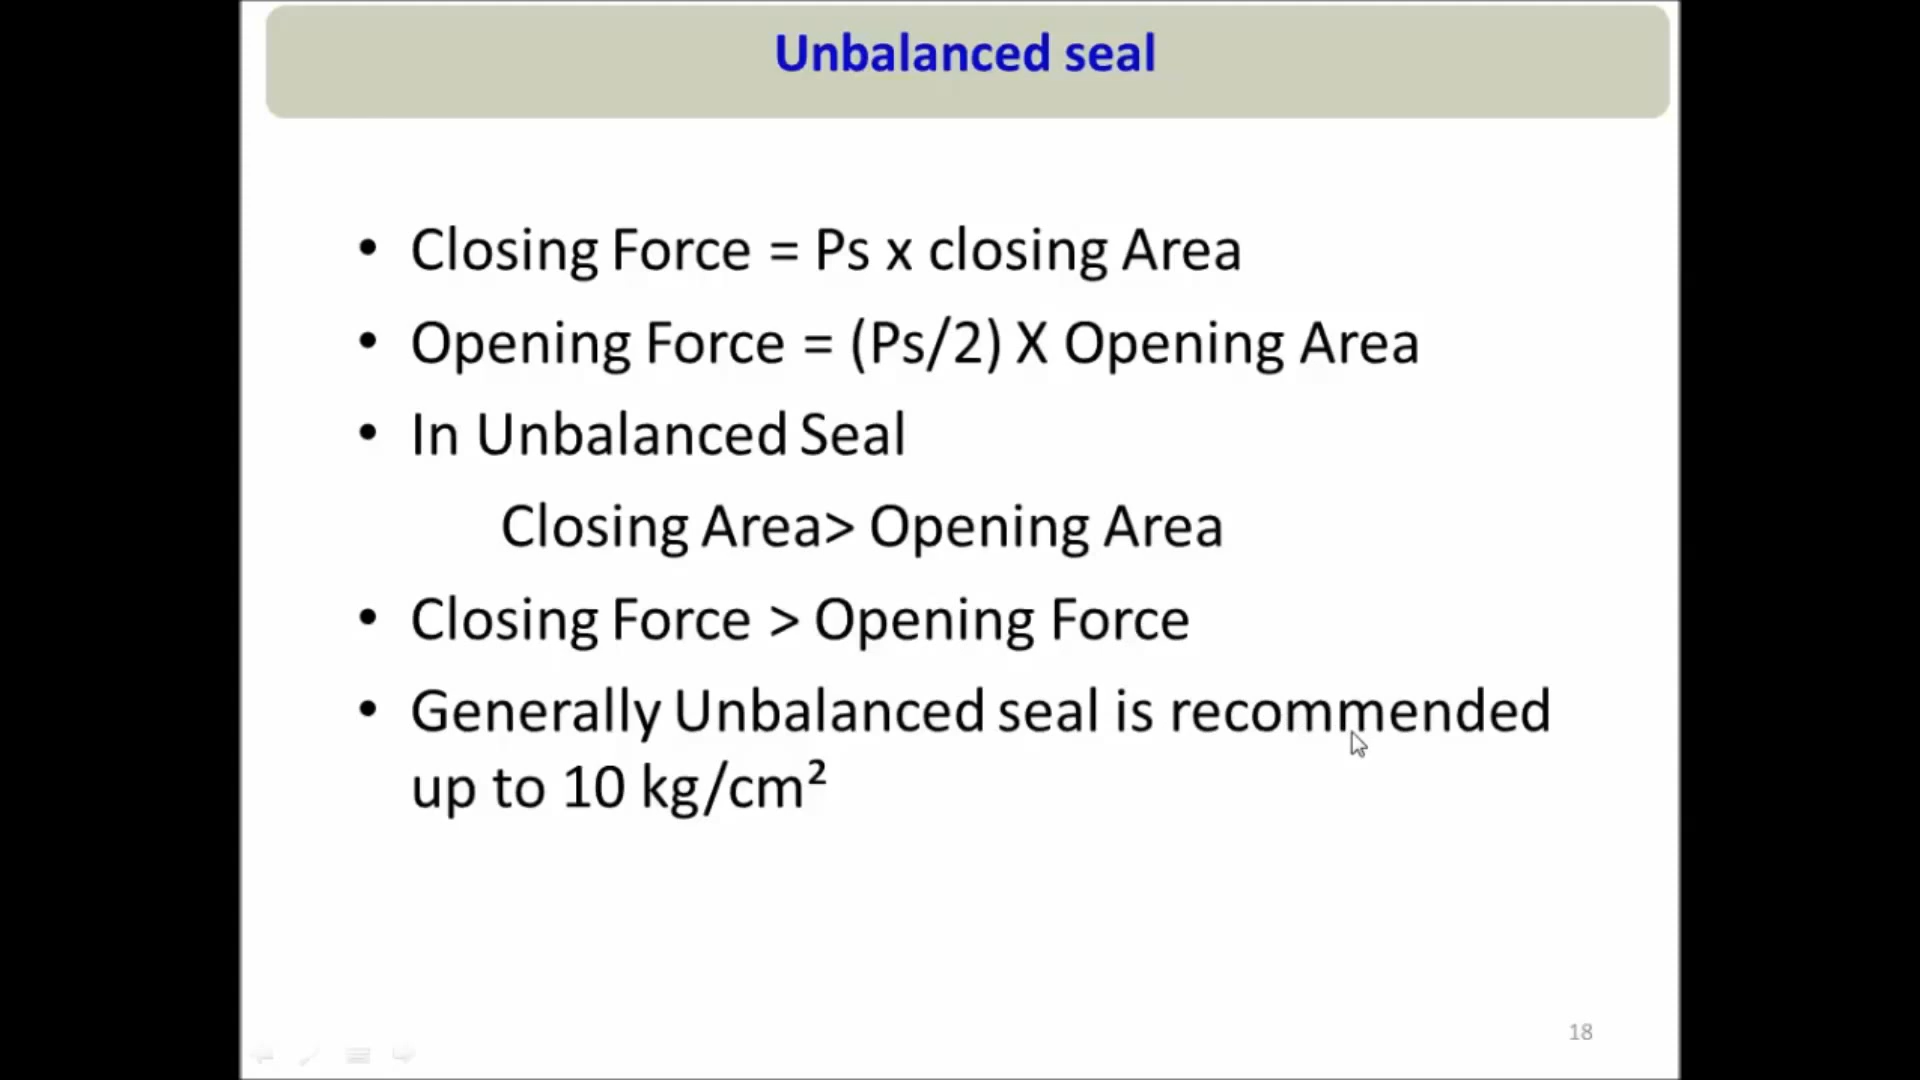 Unbalanced seal
• Closing Force = Ps x closing Area
• Opening Force = (Ps/2) X Opening Area
• In Unbalanced Seal
Closing Area> Opening Area
• Closing Force > Opening Force
• Generally Unbalanced seal is recommended
up to 10 kg/cm²
18